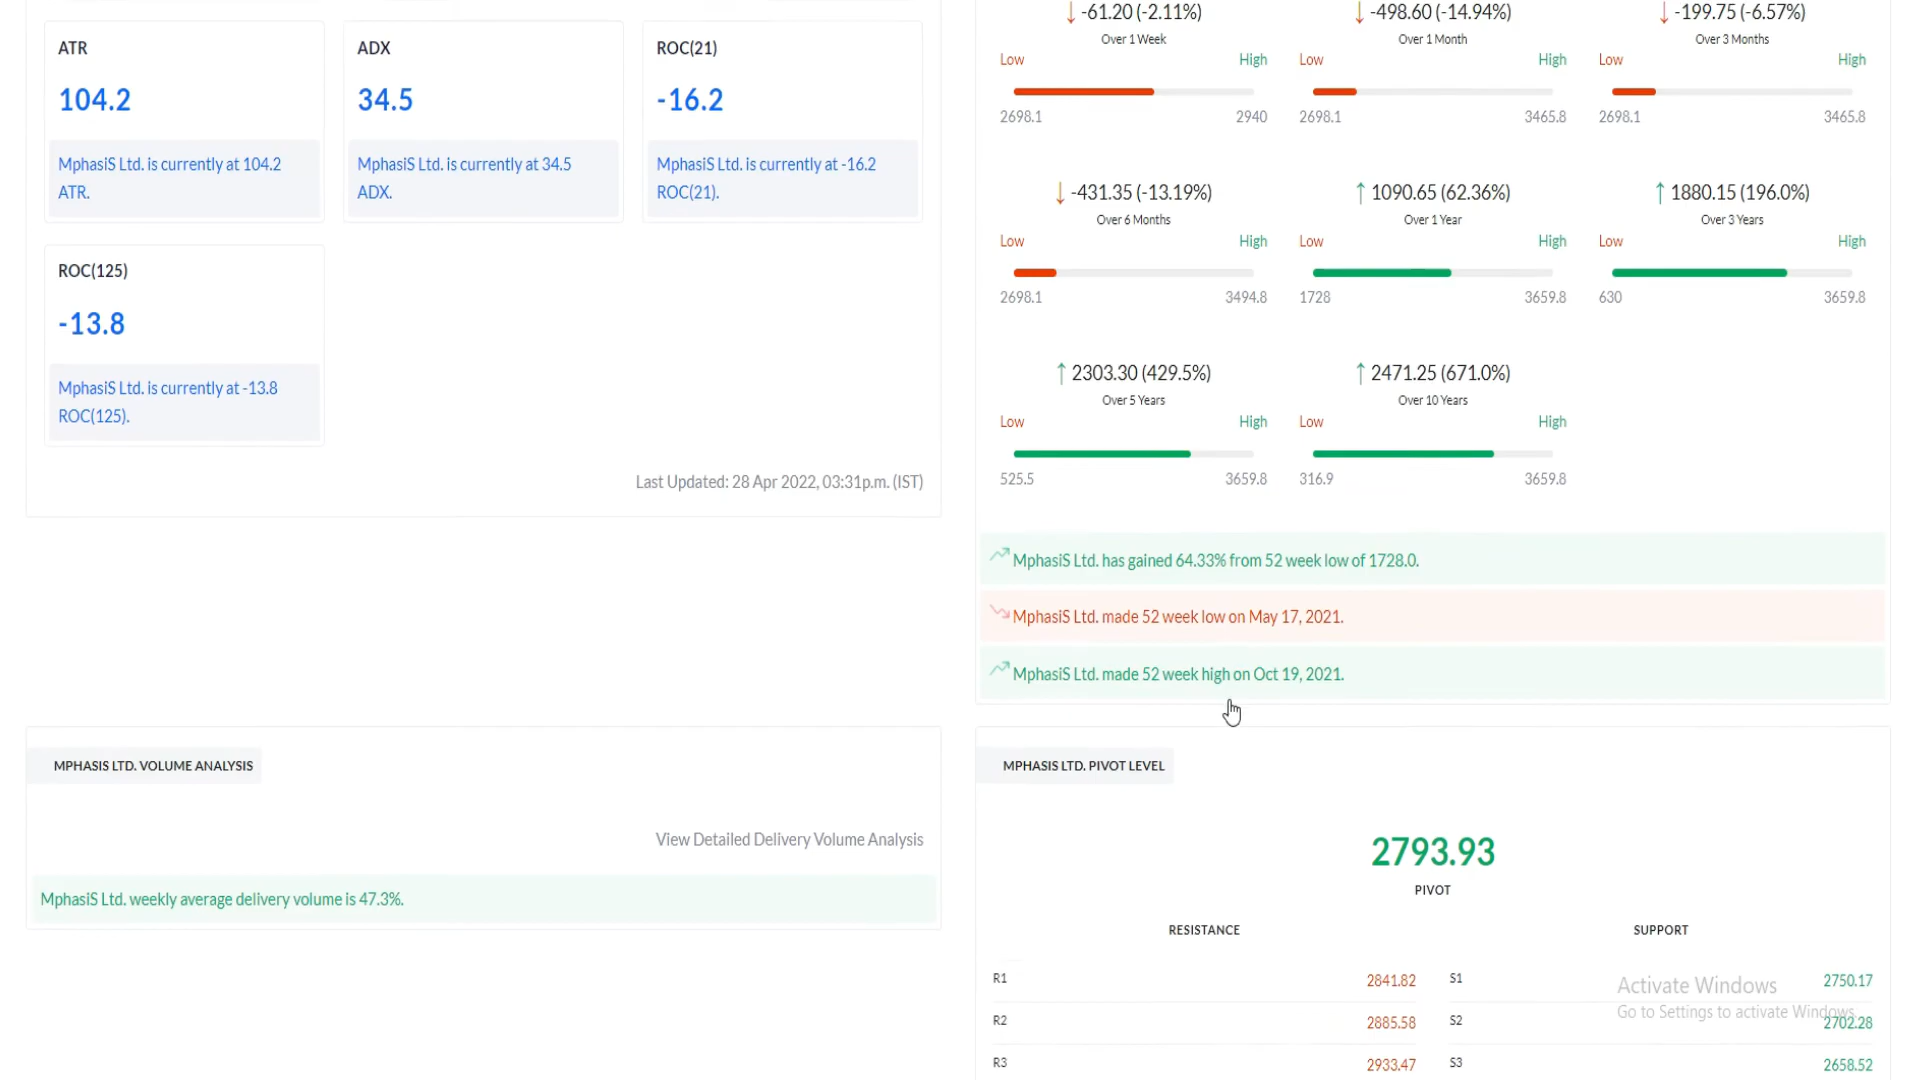 ATR
104.2
MphasiS Ltd. is currently at 104.2
ATR.
ADX
34.5
MphasiS Ltd. is currently at 34.5
ADX.
ROC(21)
-16.2
MphasiS Ltd. is currently at -16.2
ROC(21).
ROC(125)
-13.8
MphasiS Ltd. is currently at -13.8
ROC(125).
Last Updated: 28 Apr 2022, 03:31p.m. (IST)
↓ -61.20 (-2.11%)
Over 1 Week
Low High
2698.1 2940
↓ -498.60 (-14.94%)
Over 1 Month
Low High
2698.1 3465.8
↓ -199.75 (-6.57%)
Over 3 Months
Low High
2698.1 3465.8
↓ -431.35 (-13.19%)
Over 6 Months
Low High
2698.1 3494.8
↑ 1090.65 (62.36%)
Over 1 Year
Low High
1728 3659.8
↑ 1880.15 (196.0%)
Over 3 Years
Low High
630 3659.8
↑ 2303.30 (429.5%)
Over 5 Years
Low High
525.5 3659.8
↑ 2471.25 (671.0%)
Over 10 Years
Low High
316.9 3659.8
MphasiS Ltd. has gained 64.33% from 52 week low of 1728.0.
MphasiS Ltd. made 52 week low on May 17, 2021.
MphasiS Ltd. made 52 week high on Oct 19, 2021.
MPHASIS LTD. VOLUME ANALYSIS
View Detailed Delivery Volume Analysis
MphasiS Ltd. weekly average delivery volume is 47.3%.
MPHASIS LTD. PIVOT LEVEL
2793.93
PIVOT
RESISTANCE SUPPORT
R1 2841.82 S1 2750.17
R2 2885.58 S2 2702.28
R3 2933.47 S3 2658.52
Activate Windows
Go to Settings to activate Windows.